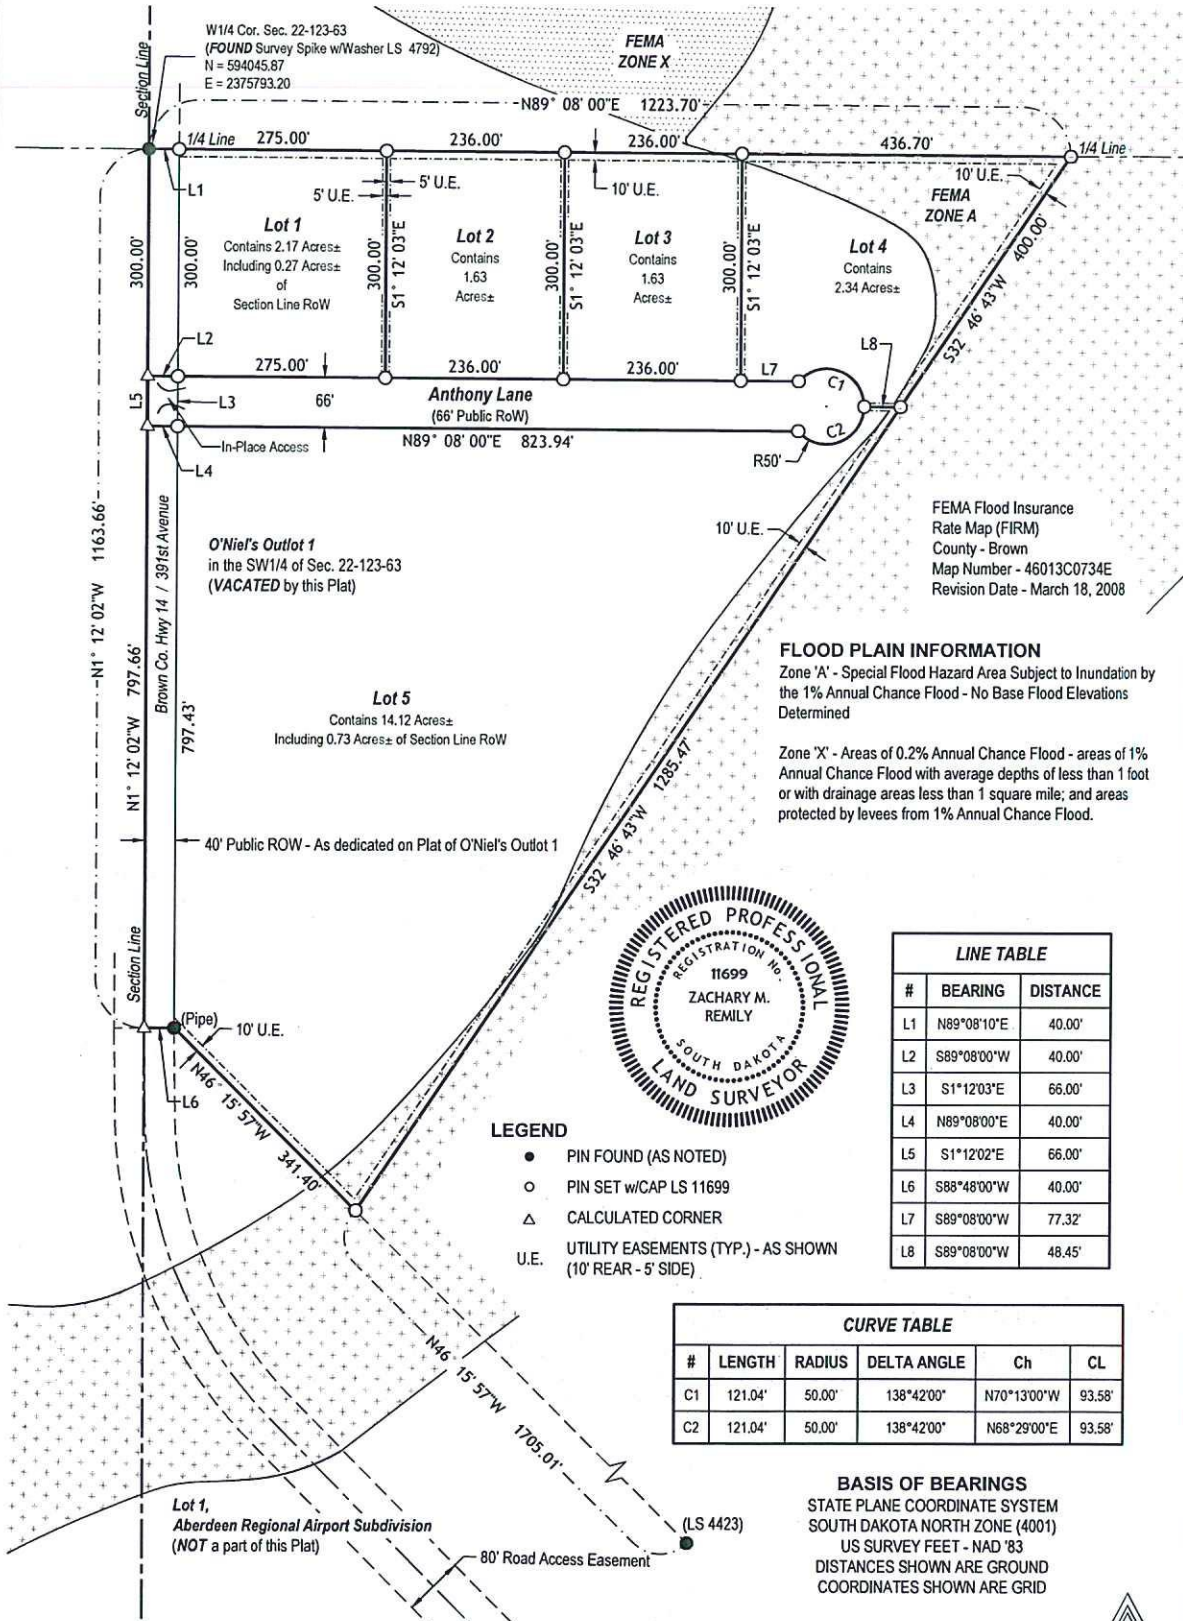 W1/4 Cor. Sec. 22-123-63
(FOUND Survey Spike w/Washer LS 4792)
N = 594045.87
E = 2375793.20
Section Line
FEMA
ZONE X
N89° 08' 00"E 1223.70'
1/4 Line
275.00'
236.00'
236.00'
436.70'
1/4 Line
L1
5' U.E.
5' U.E.
10' U.E.
10' U.E.
FEMA
ZONE A
300.00'
300.00'
Lot 1
Contains 2.17 Acres±
Including 0.27 Acres±
of
Section Line RoW
300.00'
S1° 12' 03"E
Lot 2
Contains
1.63
Acres±
300.00'
S1° 12' 03"E
Lot 3
Contains
1.63
Acres±
300.00'
S1° 12' 03"E
Lot 4
Contains
2.34 Acres±
S32° 46' 43"W 400.00'
L2
L8
275.00'
236.00'
236.00'
L7
C1
L5
L3
66'
Anthony Lane
(66' Public RoW)
In-Place Access
N89° 08' 00"E 823.94'
C2
L4
R50'
N1° 12' 02"W 1163.66'
Brown Co. Hwy 14 / 391st Avenue
O'Niel's Outlot 1
in the SW1/4 of Sec. 22-123-63
(VACATED by this Plat)
10' U.E.
FEMA Flood Insurance
Rate Map (FIRM)
County - Brown
Map Number - 46013C0734E
Revision Date - March 18, 2008
FLOOD PLAIN INFORMATION
Zone 'A' - Special Flood Hazard Area Subject to Inundation by
the 1% Annual Chance Flood - No Base Flood Elevations
Determined
Zone 'X' - Areas of 0.2% Annual Chance Flood - areas of 1%
Annual Chance Flood with average depths of less than 1 foot
or with drainage areas less than 1 square mile; and areas
protected by levees from 1% Annual Chance Flood.
N1° 12' 02"W 797.66'
797.43'
Lot 5
Contains 14.12 Acres±
Including 0.73 Acres± of Section Line RoW
S32° 46' 43"W 1285.47'
40' Public ROW - As dedicated on Plat of O'Niel's Outlot 1
REGISTERED PROFESSIONAL
REGISTRATION No.
11699
ZACHARY M.
REMILY
SOUTH DAKOTA
LAND SURVEYOR
Section Line
(Pipe)
10' U.E.
L6
N46° 15' 57"W 341.40'
LINE TABLE
# BEARING DISTANCE
L1 N89°08'10"E 40.00'
L2 S89°08'00"W 40.00'
L3 S1°12'03"E 66.00'
L4 N89°08'00"E 40.00'
L5 S1°12'02"E 66.00'
L6 S88°48'00"W 40.00'
L7 S89°08'00"W 77.32'
L8 S89°08'00"W 48.45'
LEGEND
PIN FOUND (AS NOTED)
PIN SET w/CAP LS 11699
CALCULATED CORNER
U.E. UTILITY EASEMENTS (TYP.) - AS SHOWN
(10' REAR - 5' SIDE)
CURVE TABLE
# LENGTH RADIUS DELTA ANGLE Ch CL
C1 121.04' 50.00' 138°42'00" N70°13'00"W 93.58'
C2 121.04' 50.00' 138°42'00" N68°29'00"E 93.58'
N46° 15' 57"W 1705.01'
BASIS OF BEARINGS
STATE PLANE COORDINATE SYSTEM
SOUTH DAKOTA NORTH ZONE (4001)
US SURVEY FEET - NAD '83
DISTANCES SHOWN ARE GROUND
COORDINATES SHOWN ARE GRID
Lot 1,
Aberdeen Regional Airport Subdivision
(NOT a part of this Plat)
(LS 4423)
80' Road Access Easement